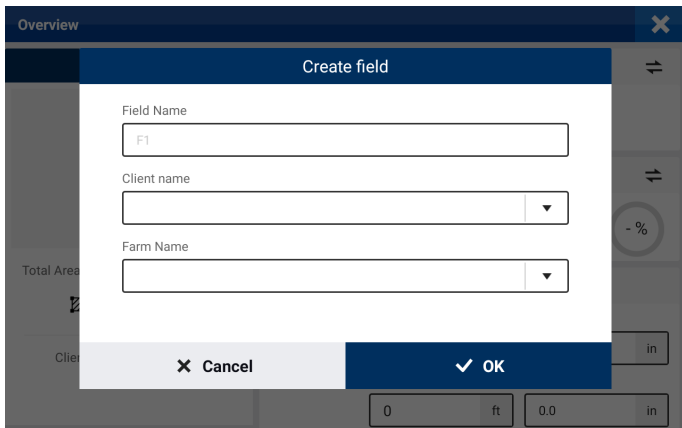 Overview
Create field
Field Name
F1
Client name
Farm Name
- %
Total Area
Clien
in
Cancel
OK
0 ft 0.0 in